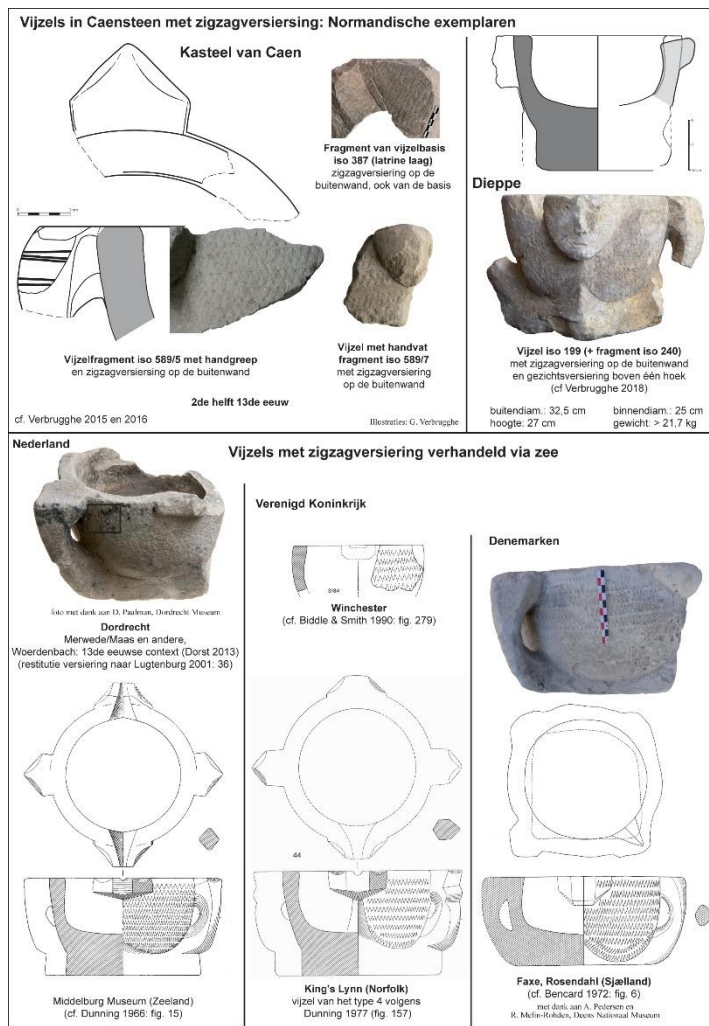 Vijzels in Caensteen met zigzagversiersing: Normandische exemplaren
Kasteel van Caen
Fragment van vijzelbasis
iso 387 (latrine laag)
zigzagversiering op de
buitenwand, ook van de basis
Vijzelfragment iso 589/5 met handgreep
en zigzagversiersing op de buitenwand
Vijzel met handvat
fragment iso 589/7
met zigzagversiering
op de buitenwand
2de helft 13de eeuw
cf. Verbrugghe 2015 en 2016
Illustraties: G. Verbrugghe
Dieppe
Vijzel iso 199 (+ fragment iso 240)
met zigzagversiering op de buitenwand
en gezichtsversiering boven één hoek
(cf Verbrugghe 2018)
buitendiam.: 32,5 cm
binnendiam.: 25 cm
hoogte: 27 cm
gewicht: > 21,7 kg
Vijzels met zigzagversiering verhandeld via zee
Nederland
foto met dank aan D. Paalman, Dordrecht Museum
Dordrecht
Merwede/Maas en andere,
Woerdenbach: 13de eeuwse context (Dorst 2013)
(restitutie versiering naar Lugtenburg 2001: 36)
Middelburg Museum (Zeeland)
(cf. Dunning 1966: fig. 15)
Verenigd Koninkrijk
3184
Winchester
(cf. Biddle & Smith 1990: fig. 279)
44
King's Lynn (Norfolk)
vijzel van het type 4 volgens
Dunning 1977 (fig. 157)
Denemarken
Faxe, Rosendahl (Sjælland)
(cf. Bencard 1972: fig. 6)
met dank aan A. Pedersen en
R. Melin-Rohden, Deens Nationaal Museum